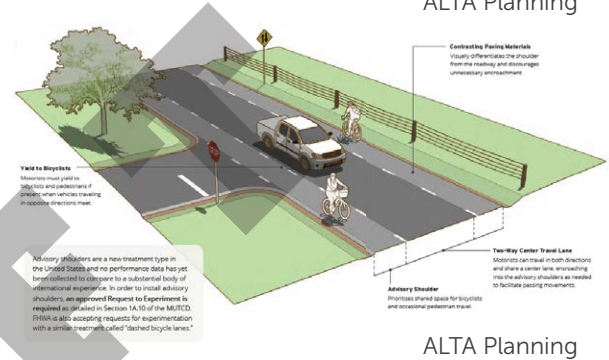 ALTA Planning
Contrasting Paving Materials
Visually differentiates the shoulder
from the roadway and discourages
unnecessary encroachment.
Yield to Bicyclists
Motorists must yield to
bicyclists and pedestrians if
present when vehicles traveling
in opposite directions meet.
Advisory shoulders are a new treatment type in
the United States and no performance data has yet
been collected to compare to a substantial body of
international experience. In order to install advisory
shoulders, an approved Request to Experiment is
required as detailed in Section 1A.10 of the MUTCD.
FHWA is also accepting requests for experimentation
with a similar treatment called "dashed bicycle lanes."
Advisory Shoulder
Prioritizes shared space for bicyclists
and occasional pedestrian travel.
Two-Way Center Travel Lane
Motorists can travel in both directions
and share a center lane, encroaching
into the advisory shoulders as needed
to facilitate passing movements.
ALTA Planning